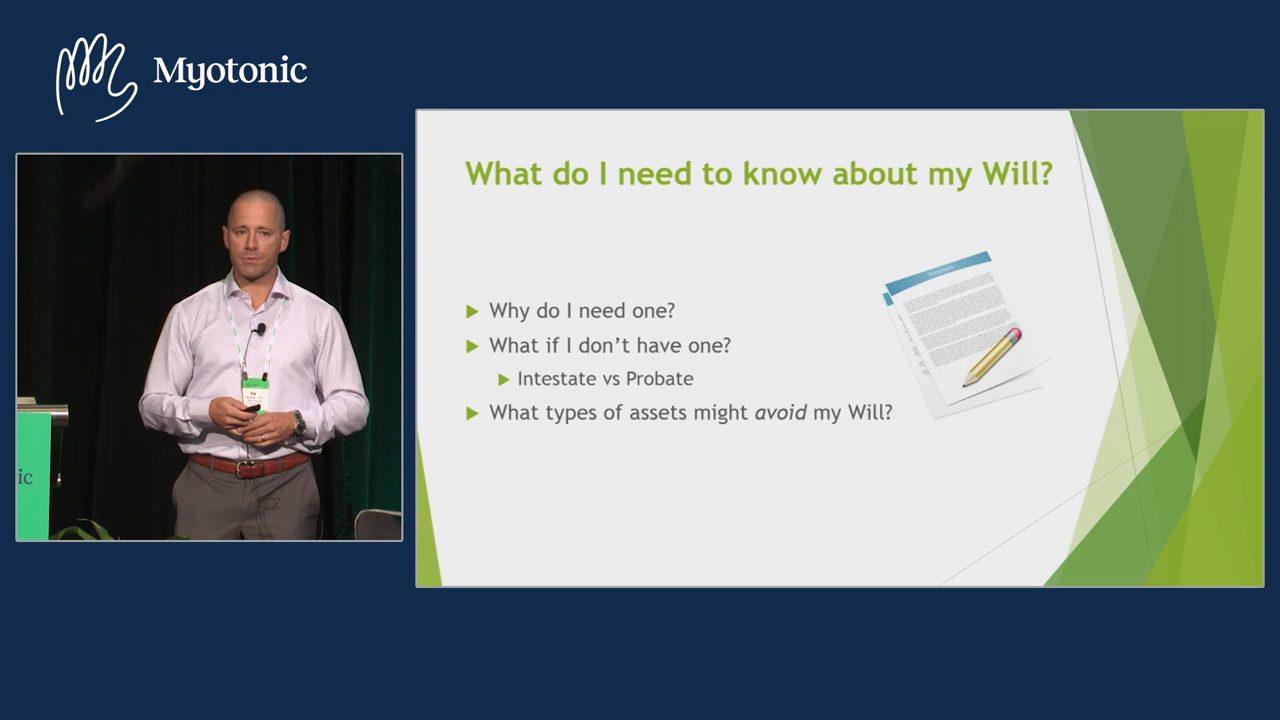 Myotonic
What do I need to know about my Will?
Why do I need one?
What if I don't have one?
Intestate vs Probate
What types of assets might avoid my Will?
ic